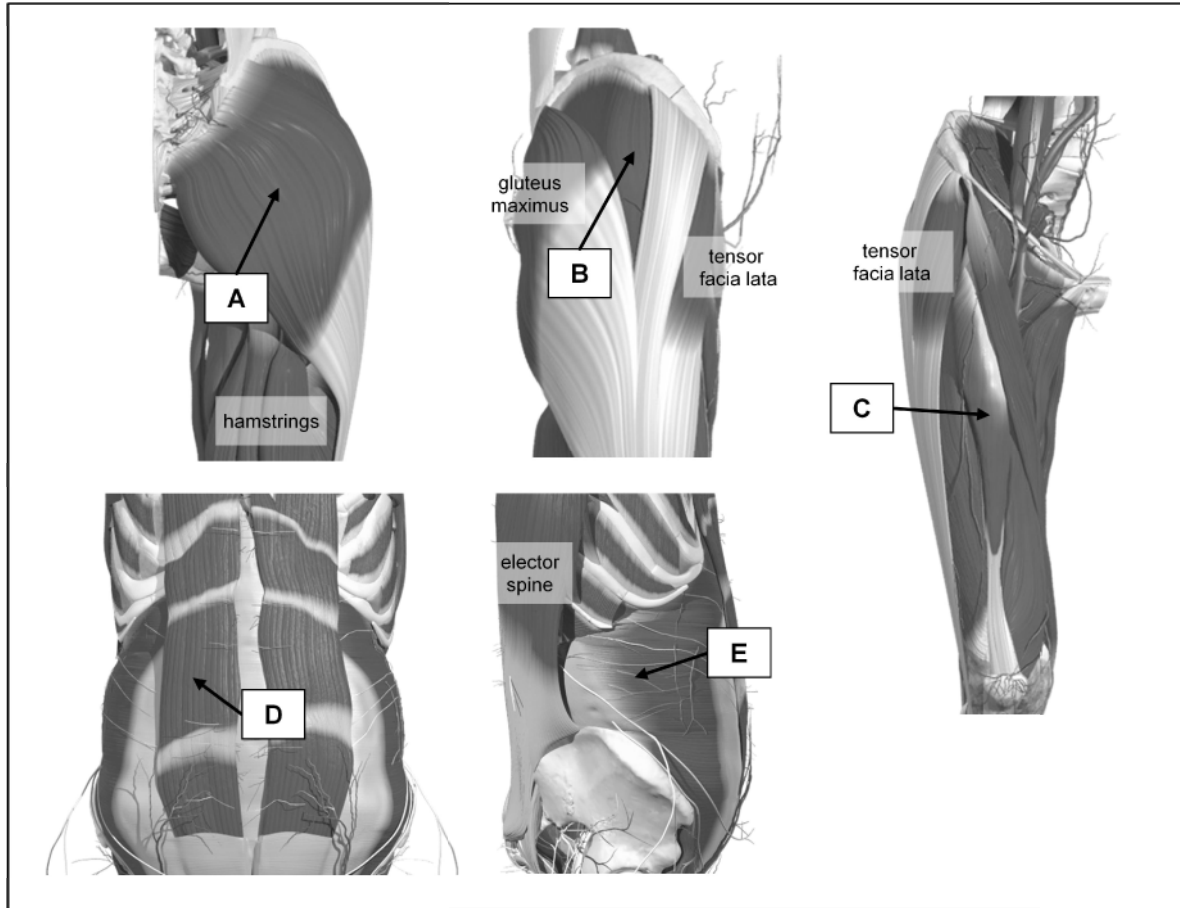 A
hamstrings
gluteus
maximus
B
tensor
facia lata
tensor
facia lata
C
D
elector
spine
E